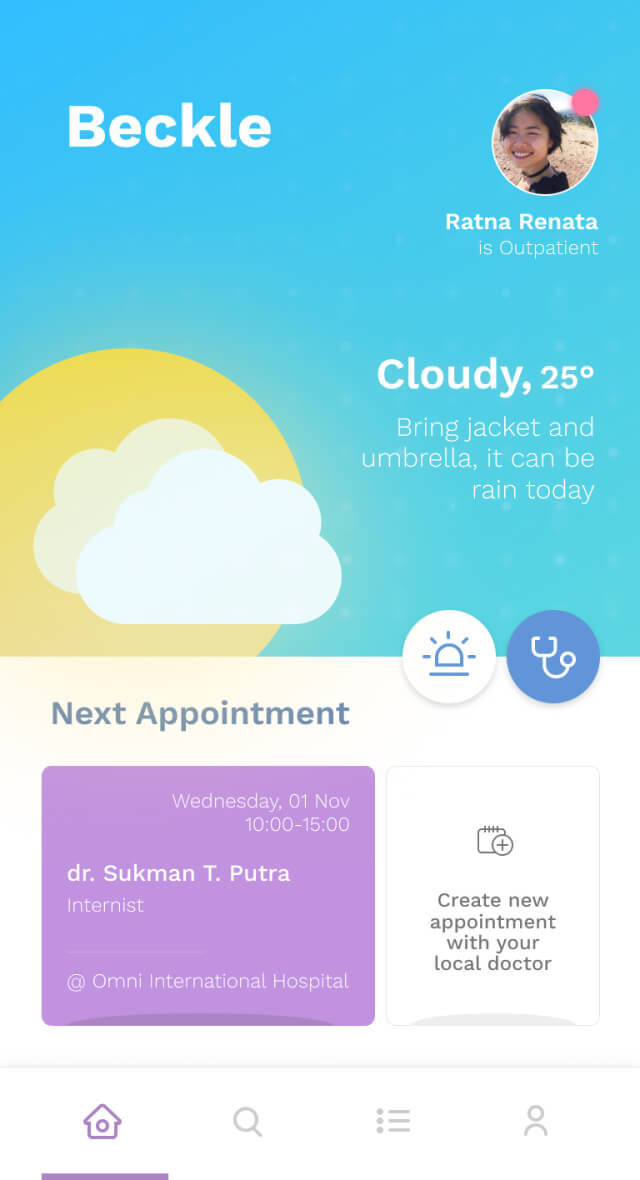 Beckle
Ratna Renata
is Outpatient
Cloudy, 25°
Bring jacket and
umbrella, it can be
rain today
Next Appointment
Wednesday, 01 Nov
10:00-15:00
dr. Sukman T. Putra
Internist
@ Omni International Hospital
Create new
appointment
with your
local doctor